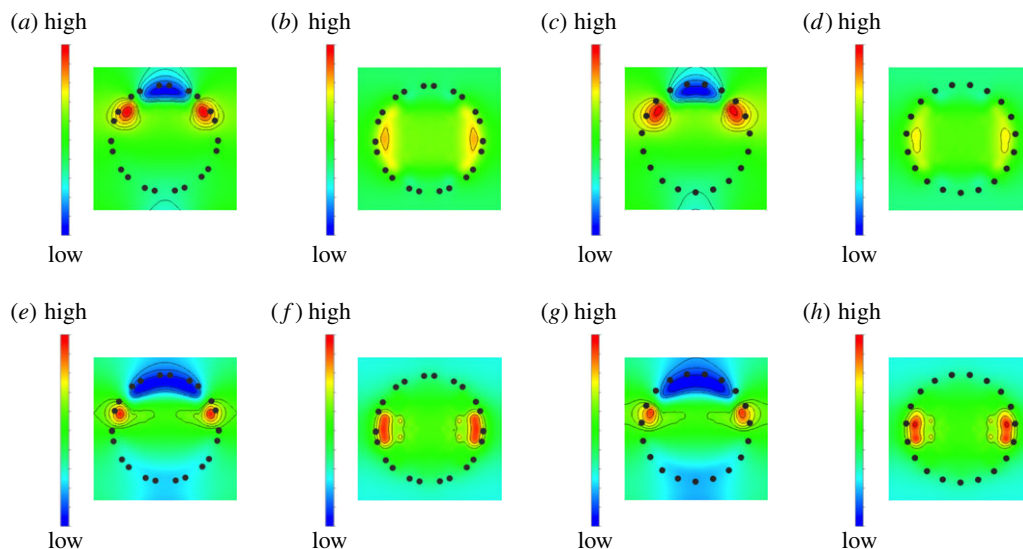 (a) high
(b) high
(c) high
(d) high
low
low
low
low
(e) high
(f) high
(g) high
(h) high
low
low
low
low